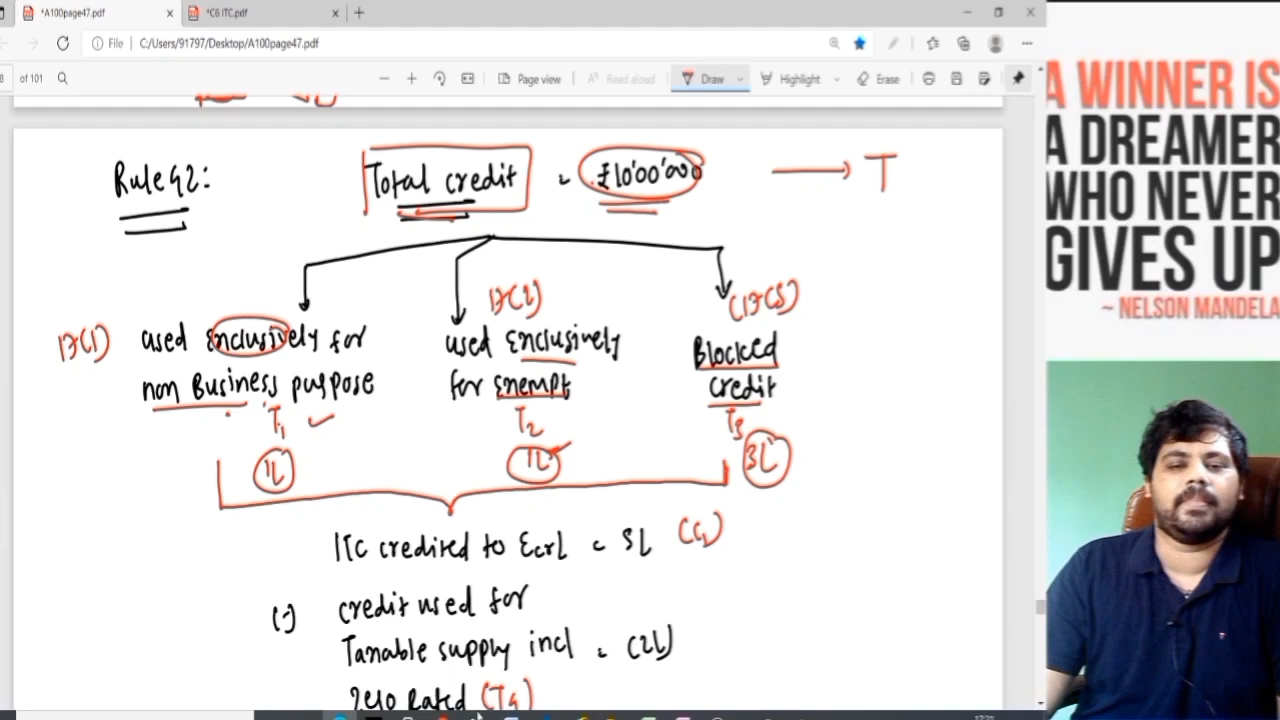 *A100page47.pdf
*C6 ITC.pdf
File | C:/Users/91797/Desktop/A100page47.pdf
of 101
Page view
Read aloud
Draw
Highlight
Erase
Rule 42:
Total credit = ₹10'00'000 → T
17(1)
used exclusively for
non Business purpose
T1
1L
17(2)
used exclusively
for exempt
T2
1L
(17(5)
Blocked
credit
T3
3L
ITC credited to Ecrl = 5L (C1)
(-) credit used for
Taxable supply incl = (2L)
zero Rated (T4)
A WINNER IS
A DREAMER
WHO NEVER
GIVES UP
~ NELSON MANDELA